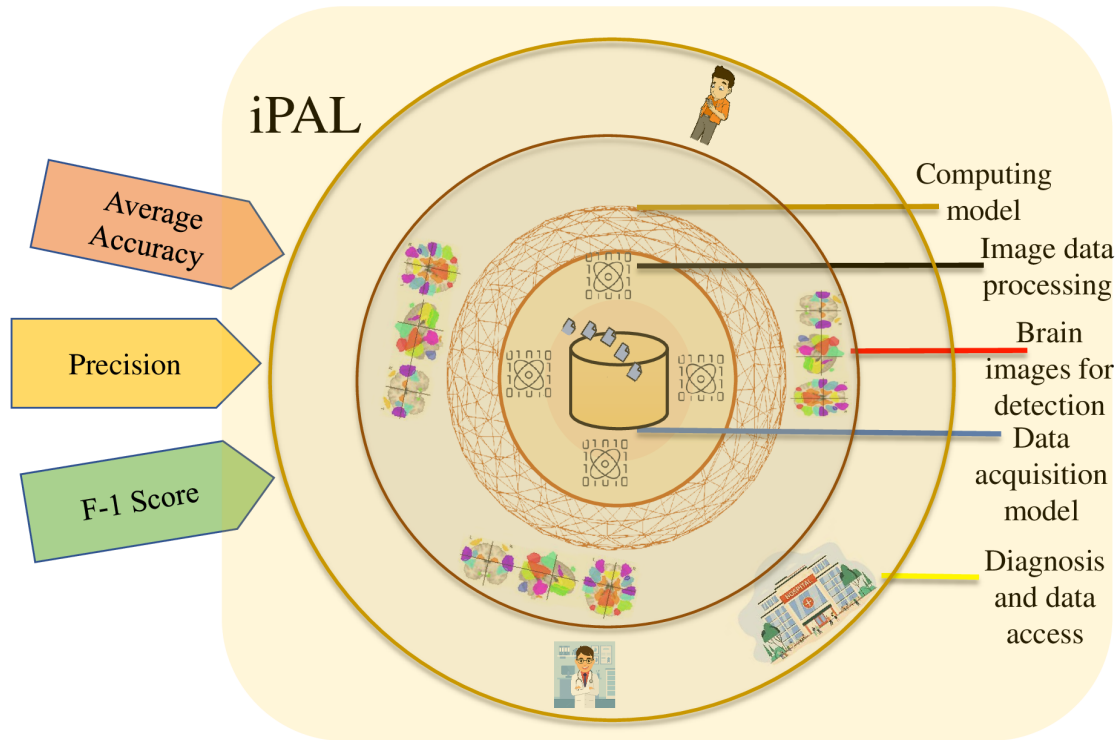 iPAL
Average
Accuracy
Precision
F-1 Score
Computing
model
Image data
processing
Brain
images for
detection
Data
acquisition
model
Diagnosis
and data
access
HOSPITAL